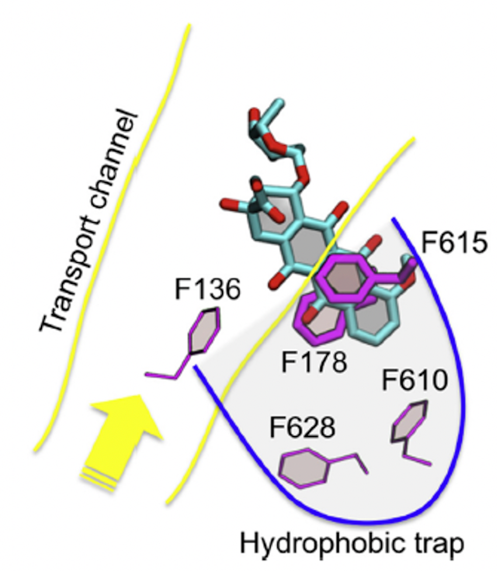 Transport channel
F615
F136
F178
F610
F628
Hydrophobic trap